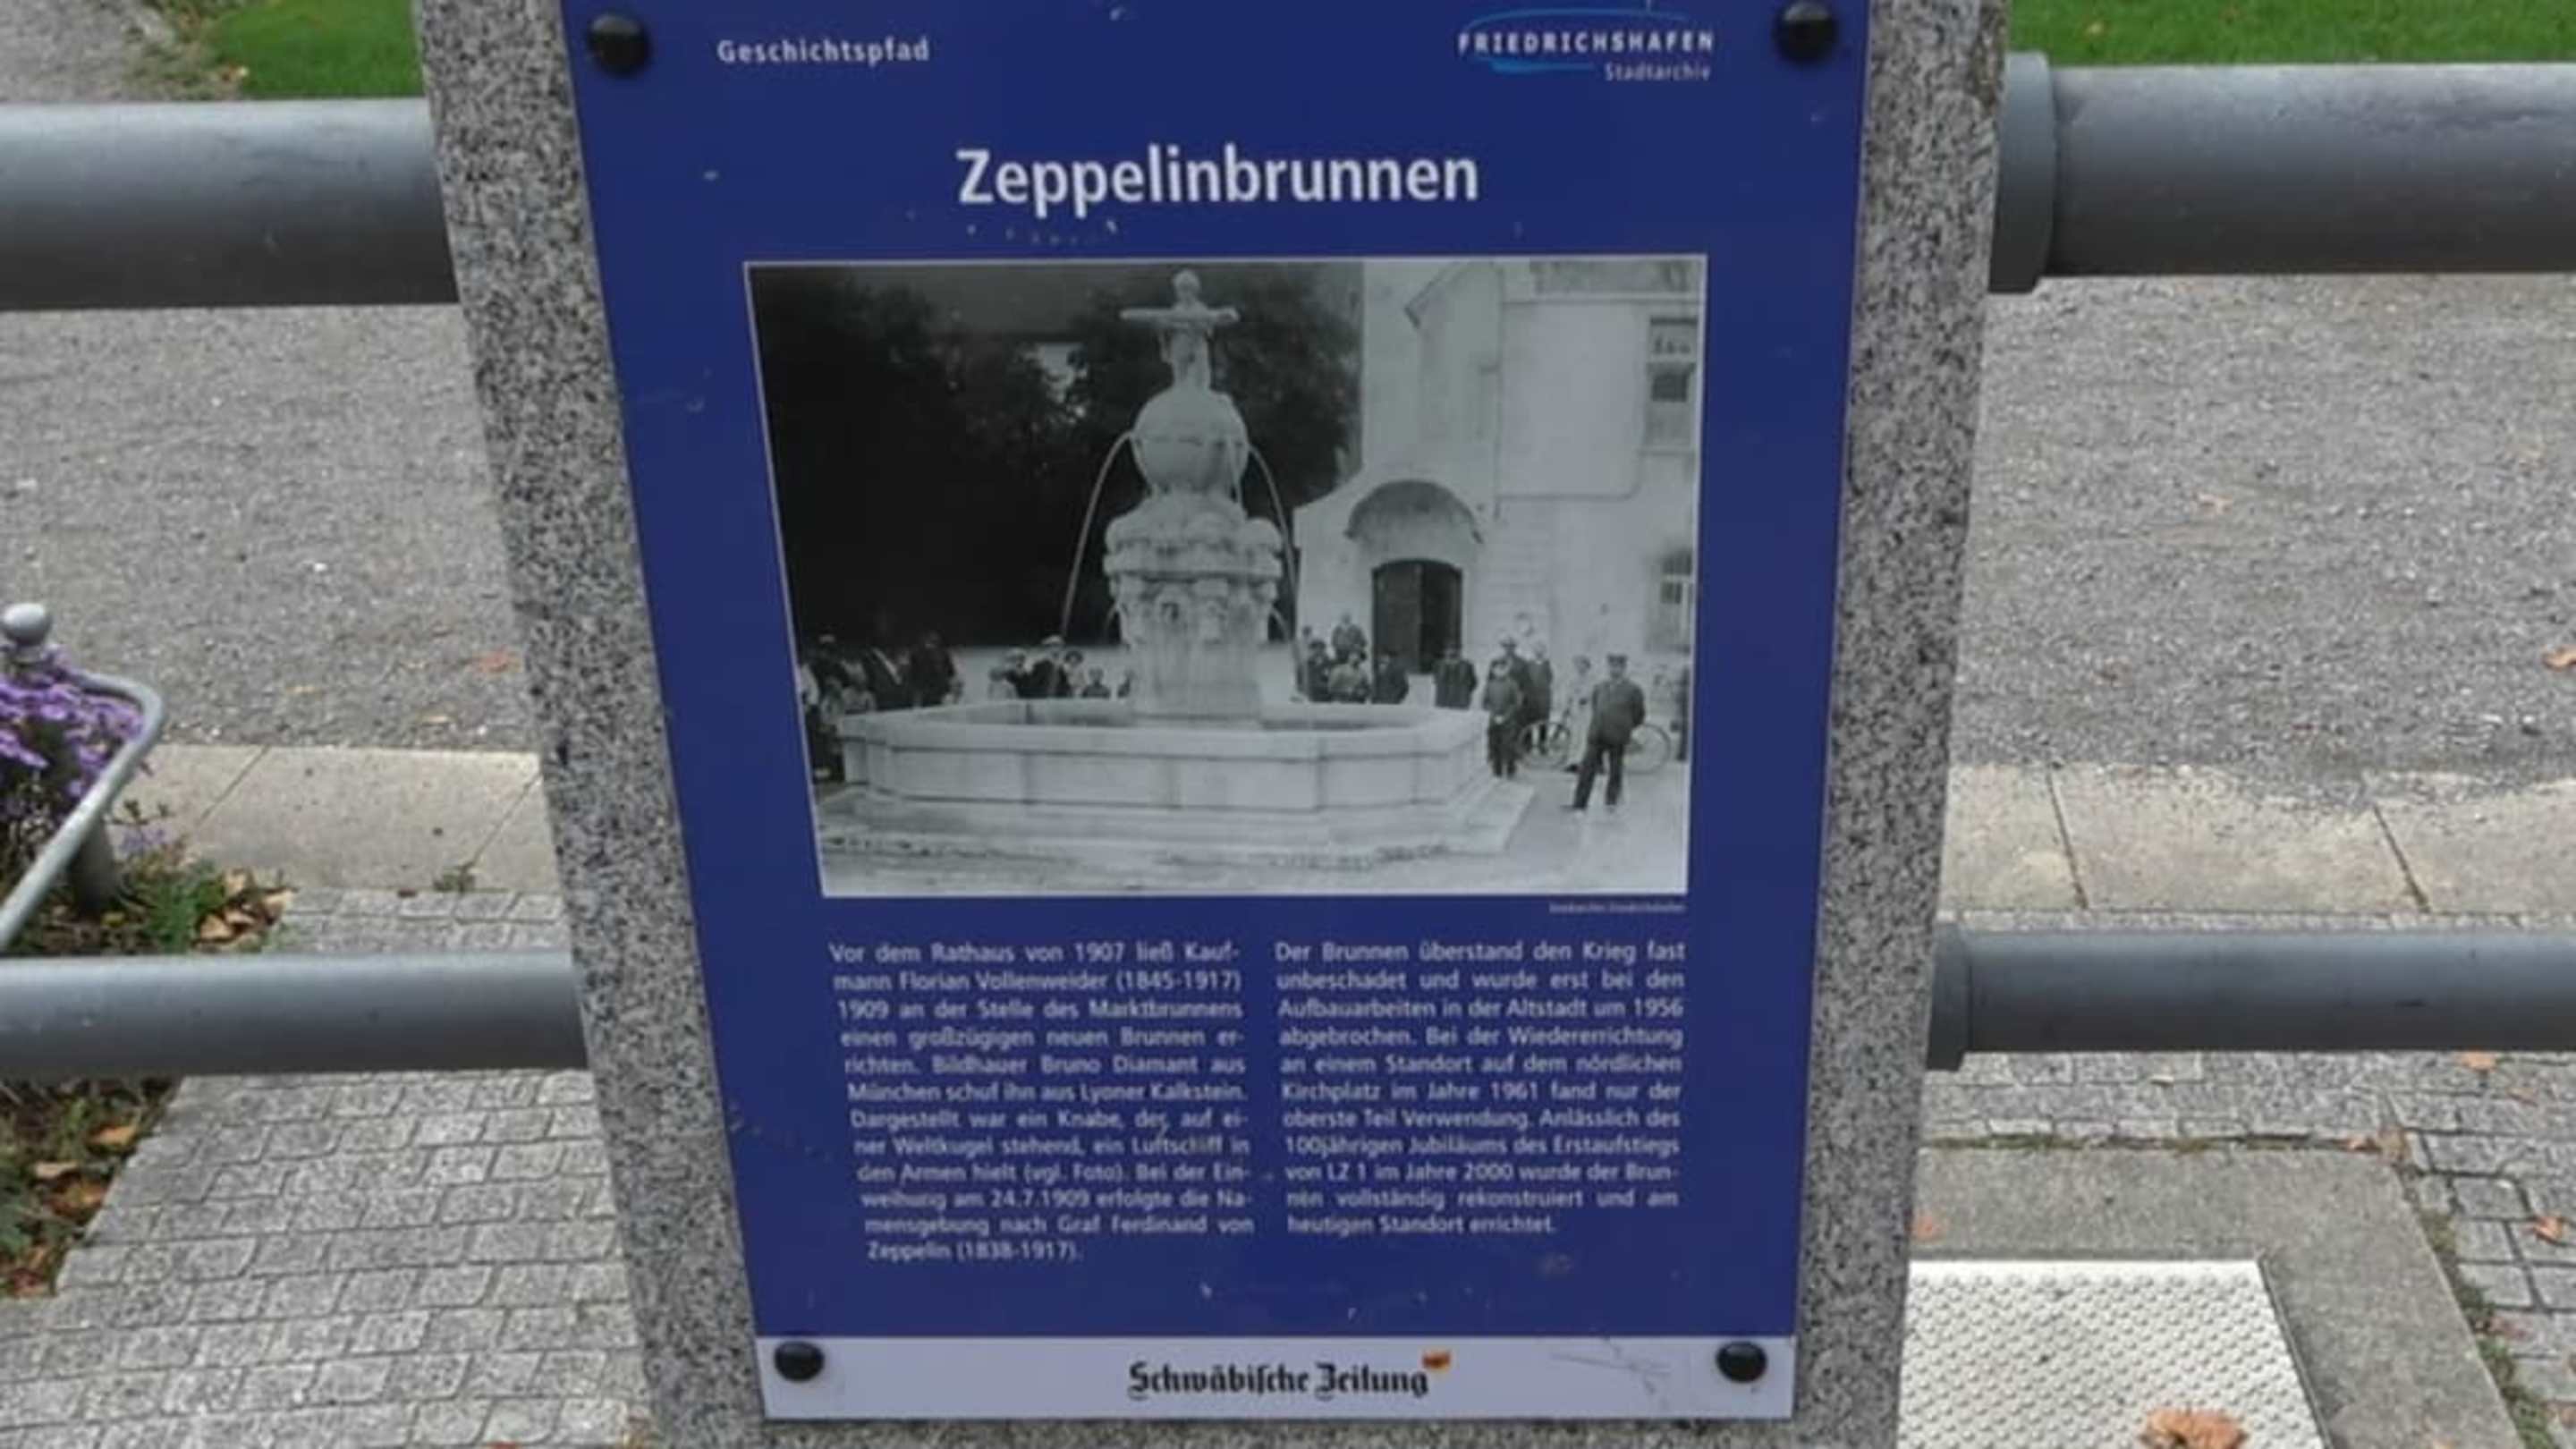 Geschichtspfad
FRIEDRICHSHAFEN
Stadtarchiv
Zeppelinbrunnen
Vor dem Rathaus von 1907 ließ Kauf-
mann Florian Vollenweider (1845-1917)
1909 an der Stelle des Marktbrunnens
einen großzügigen neuen Brunnen er-
richten. Bildhauer Bruno Diamant aus
München schuf ihn aus Lyoner Kalkstein.
Dargestellt war ein Knabe, der auf ei-
ner Weltkugel stehend, ein Luftschiff in
den Armen hielt (vgl. Foto). Bei der Ein-
weihung am 24.7.1909 erfolgte die Na-
mensgebung nach Graf Ferdinand von
Zeppelin (1838-1917).
Der Brunnen überstand den Krieg fast
unbeschadet und wurde erst bei den
Aufbauarbeiten in der Altstadt um 1956
abgebrochen. Bei der Wiedererrichtung
an einem Standort auf dem nördlichen
Kirchplatz im Jahre 1961 fand nur der
oberste Teil Verwendung. Anlässlich des
100jährigen Jubiläums des Erstaufstiegs
von LZ 1 im Jahre 2000 wurde der Brun-
nen vollständig rekonstruiert und am
heutigen Standort errichtet.
Schwäbische Zeitung